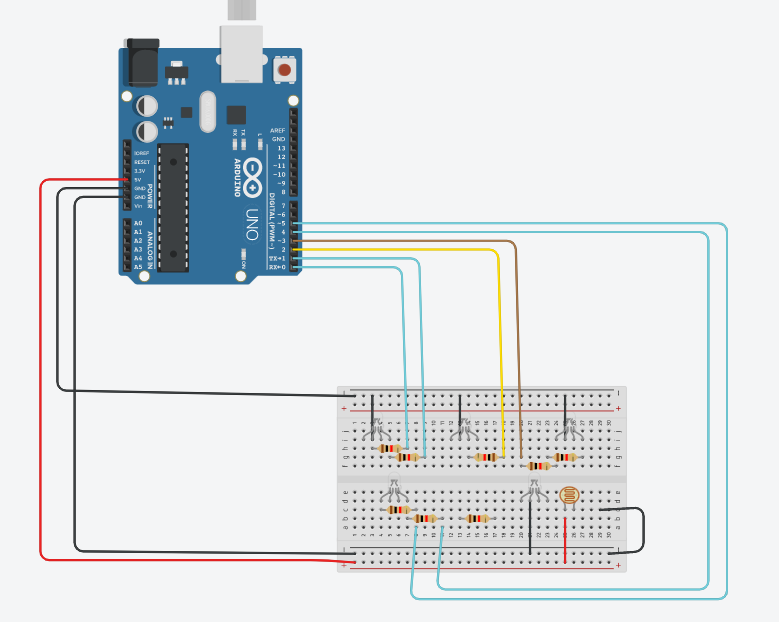 AREF
GND
13
12
~11
~10
~9
8
7
~6
~5
4
~3
2
TX→1
RX←0
DIGITAL (PWM~)
L
TX
RX
ARDUINO
UNO
ON
IOREF
RESET
3.3V
5V
GND
GND
Vin
POWER
A0
A1
A2
A3
A4
A5
ANALOG IN
- -
+ +
j j
i i
h h
g g
f f
e e
d d
c c
b b
a a
- -
+ +